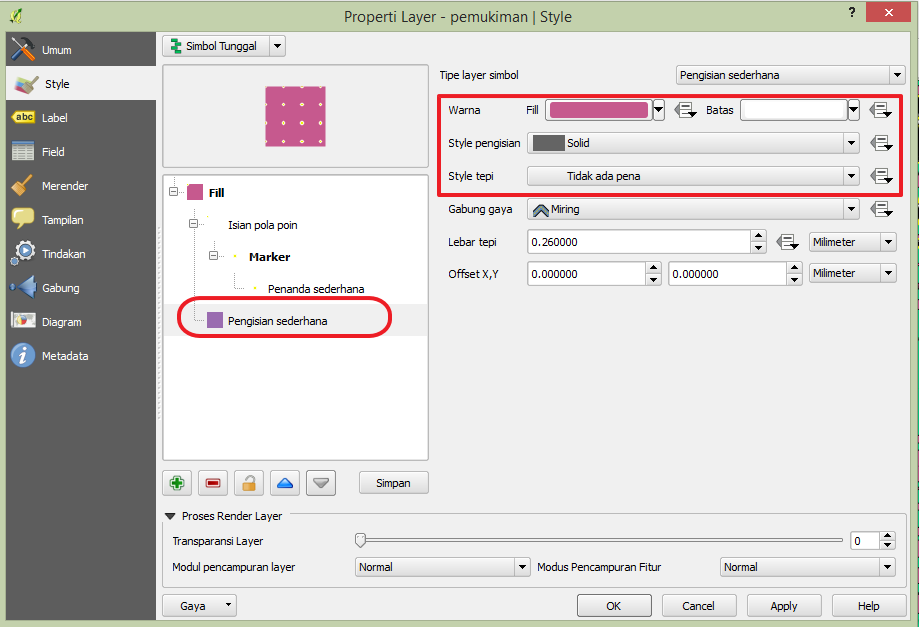 Properti Layer - pemukiman | Style
?
Umum
Style
abc Label
Field
Merender
Tampilan
Tindakan
Gabung
Diagram
i Metadata
Simbol Tunggal
Fill
Isian pola poin
Marker
Penanda sederhana
Pengisian sederhana
Simpan
Tipe layer simbol Pengisian sederhana
Warna Fill Batas
Style pengisian Solid
Style tepi Tidak ada pena
Gabung gaya Miring
Lebar tepi 0.260000 Milimeter
Offset X,Y 0.000000 0.000000 Milimeter
Proses Render Layer
Transparansi Layer 0
Modul pencampuran layer Normal Modus Pencampuran Fitur Normal
Gaya OK Cancel Apply Help